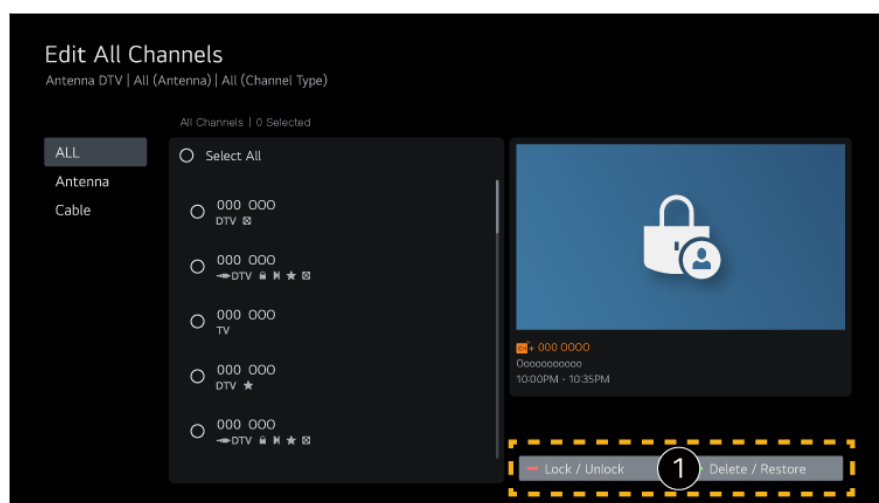 Edit All Channels
Antenna DTV | All (Antenna) | All (Channel Type)
All Channels | 0 Selected
ALL
Antenna
Cable
Select All
000 000
DTV
000 000
DTV
000 000
TV
000 000
DTV
000 000
DTV
+ 000 0000
Ooooooooooo
10:00PM - 10:35PM
Lock / Unlock
1
Delete / Restore